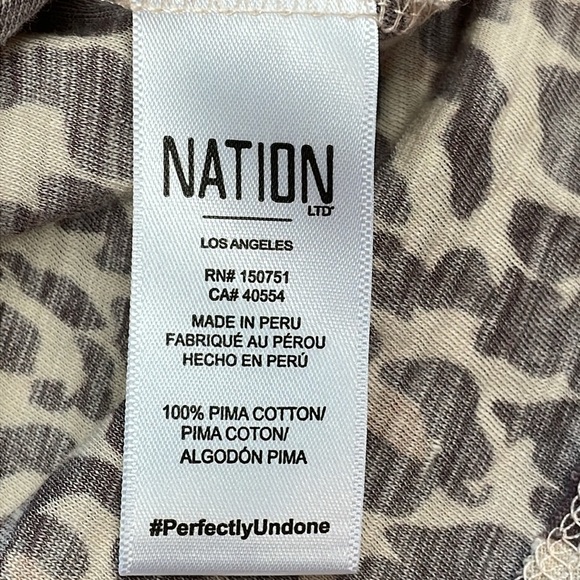 NATION
LTD
LOS ANGELES
RN# 150751
CA# 40554
MADE IN PERU
FABRIQUÉ AU PÉROU
HECHO EN PERÚ
100% PIMA COTTON/
PIMA COTON/
ALGODÓN PIMA
#PerfectlyUndone